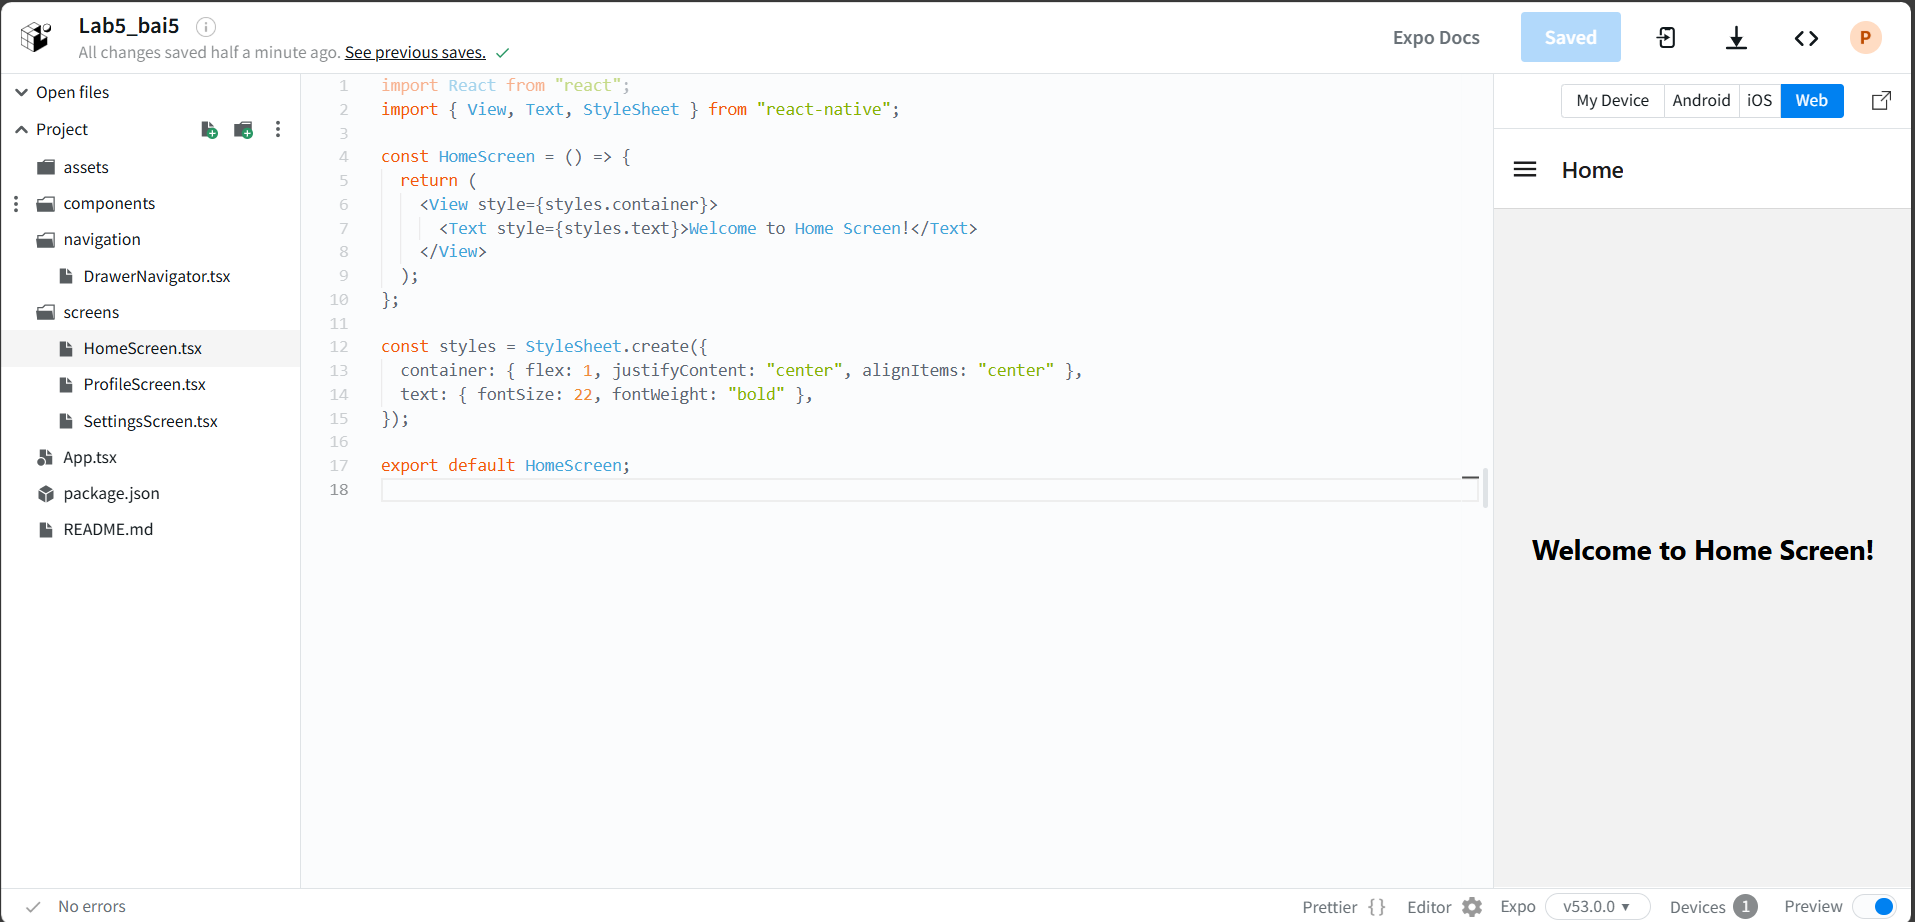 Lab5_bai5
All changes saved half a minute ago. See previous saves.
Expo Docs
Saved
P
Open files
Project
assets
components
navigation
DrawerNavigator.tsx
screens
HomeScreen.tsx
ProfileScreen.tsx
SettingsScreen.tsx
App.tsx
package.json
README.md
1 import React from "react";
2 import { View, Text, StyleSheet } from "react-native";
3
4 const HomeScreen = () => {
5 return (
6 <View style={styles.container}>
7 <Text style={styles.text}>Welcome to Home Screen!</Text>
8 </View>
9 );
10 };
11
12 const styles = StyleSheet.create({
13 container: { flex: 1, justifyContent: "center", alignItems: "center" },
14 text: { fontSize: 22, fontWeight: "bold" },
15 });
16
17 export default HomeScreen;
18
My Device Android iOS Web
Home
Welcome to Home Screen!
No errors
Prettier {} Editor Expo v53.0.0 Devices 1 Preview